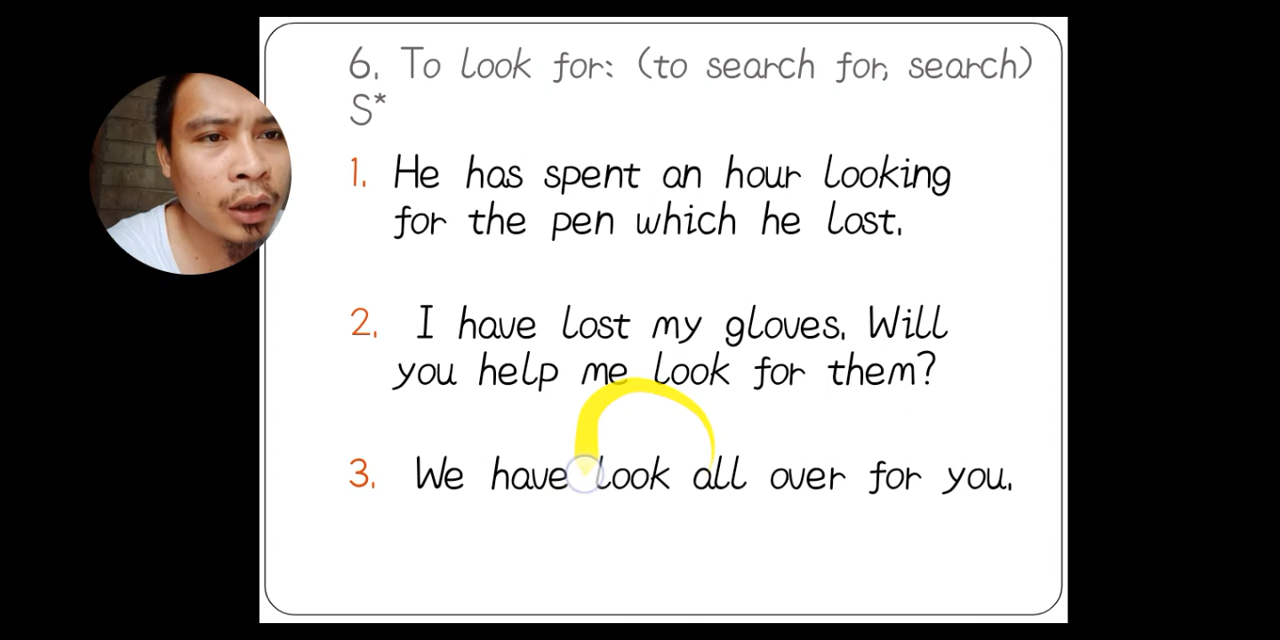 6. To look for: (to search for, search)
S*
1. He has spent an hour looking
for the pen which he lost.
2. I have lost my gloves. Will
you help me look for them?
3. We have look all over for you.